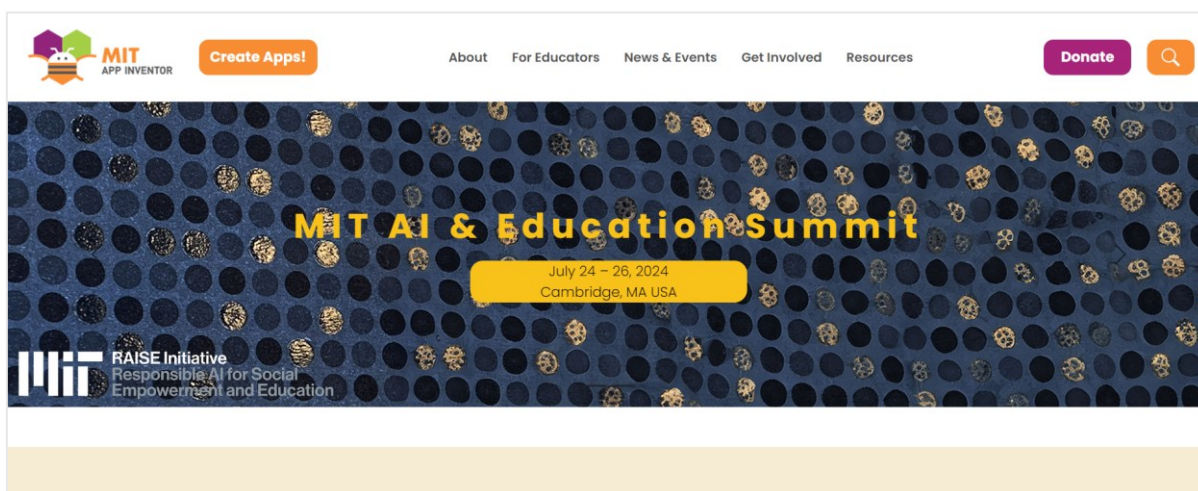 MIT
APP INVENTOR
Create Apps!
About For Educators News & Events Get Involved Resources
Donate
MIT AI & Education Summit
July 24 – 26, 2024
Cambridge, MA USA
RAISE Initiative
Responsible AI for Social
Empowerment and Education